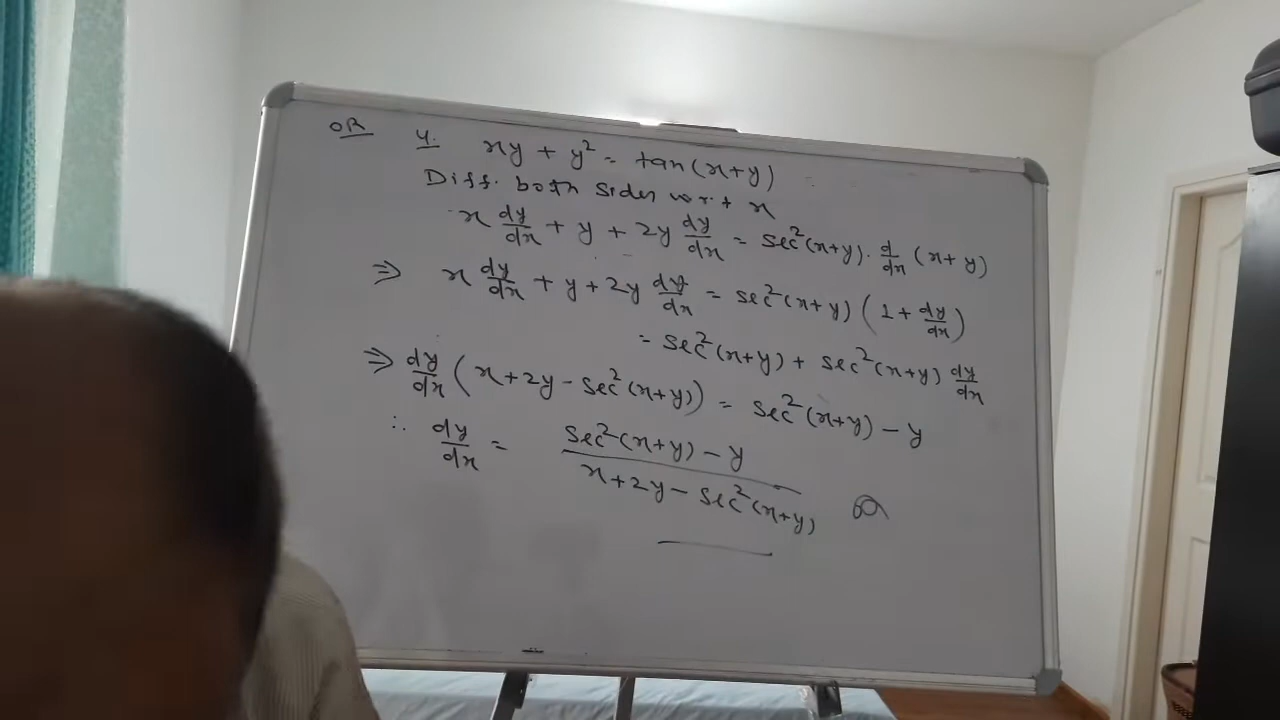 OR 4. xy + y² = tan(x+y)
Diff. both sides w.r.t x
x dy/dx + y + 2y dy/dx = sec²(x+y). d/dx (x+y)
⇒ x dy/dx + y + 2y dy/dx = sec²(x+y) (1 + dy/dx)
= sec²(x+y) + sec²(x+y) dy/dx
⇒ dy/dx (x+2y - sec²(x+y)) = sec²(x+y) - y
∴ dy/dx = (sec²(x+y) - y)/(x+2y - sec²(x+y))